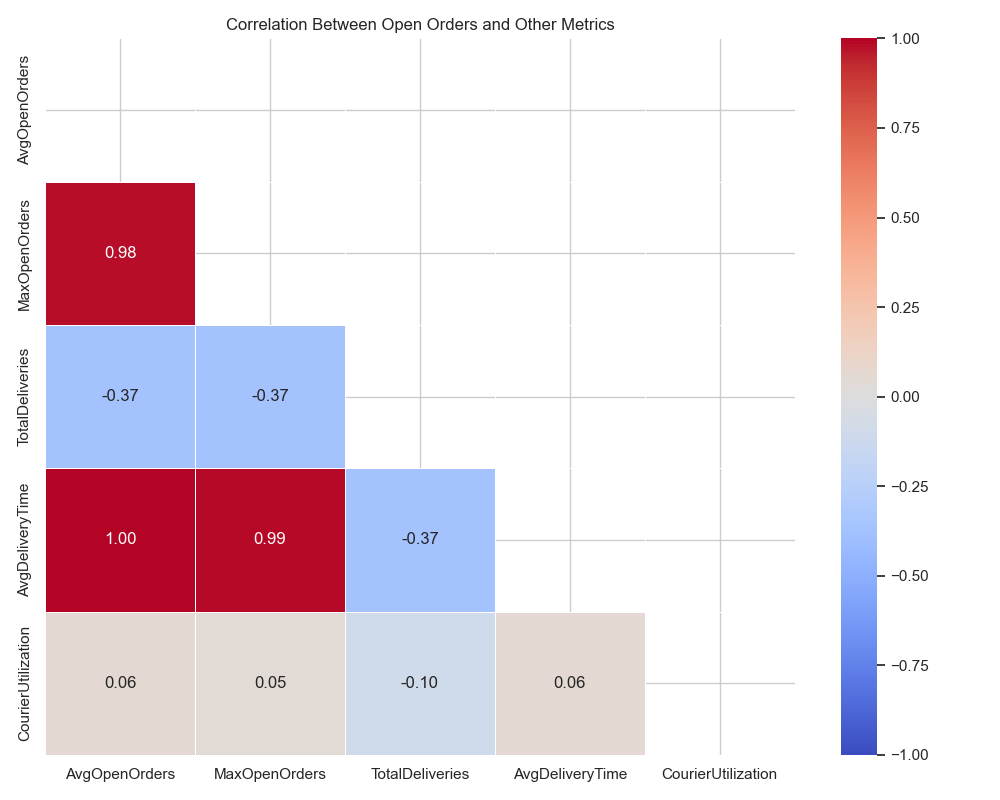 Correlation Between Open Orders and Other Metrics
AvgOpenOrders
MaxOpenOrders
0.98
TotalDeliveries
-0.37
-0.37
AvgDeliveryTime
1.00
0.99
-0.37
CourierUtilization
0.06
0.05
-0.10
0.06
AvgOpenOrders
MaxOpenOrders
TotalDeliveries
AvgDeliveryTime
CourierUtilization
1.00
0.75
0.50
0.25
0.00
−0.25
−0.50
−0.75
−1.00